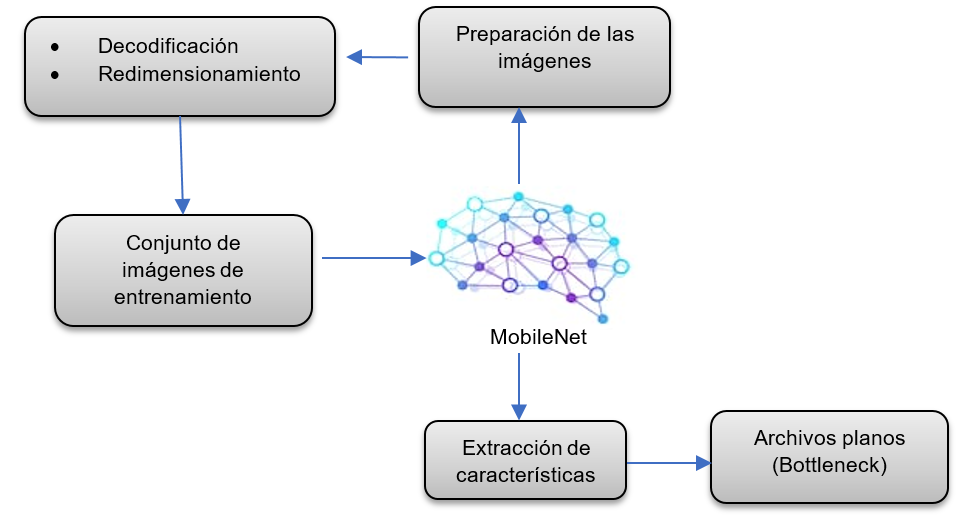 • Decodificación
• Redimensionamiento
Preparación de las
imágenes
Conjunto de
imágenes de
entrenamiento
MobileNet
Extracción de
características
Archivos planos
(Bottleneck)